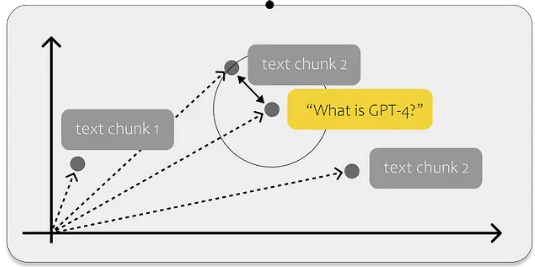 text chunk 2
“What is GPT-4?”
text chunk 1
text chunk 2